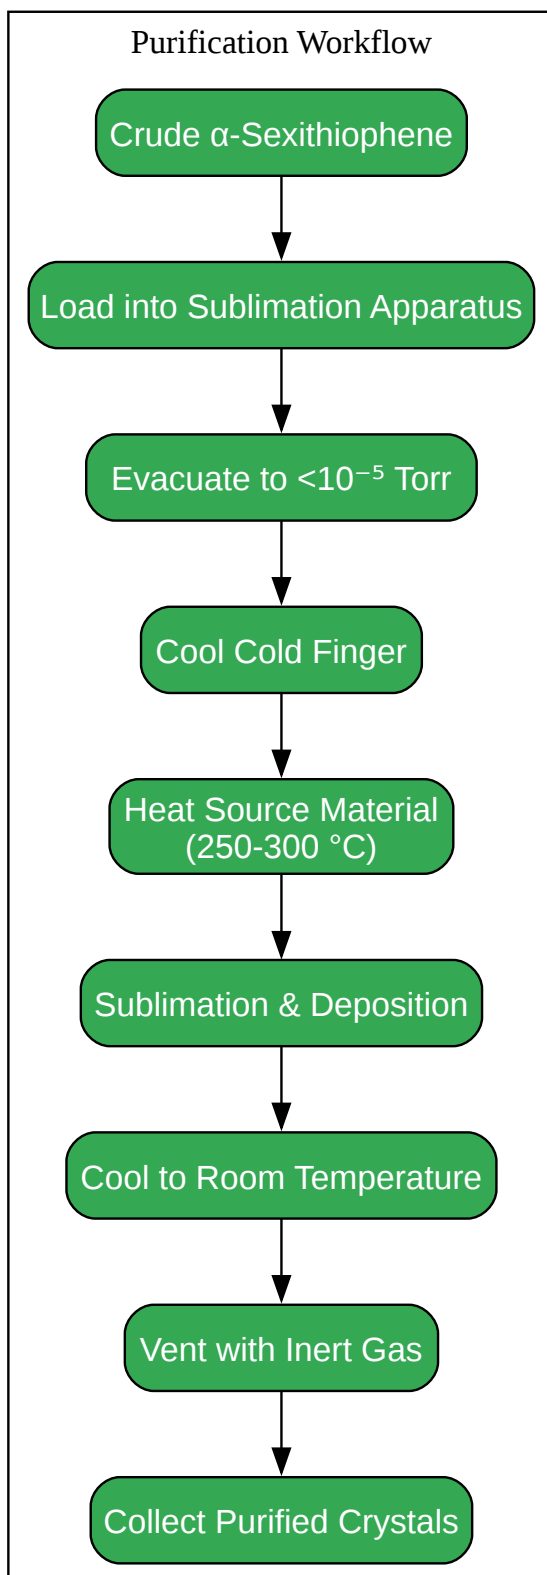 Purification Workflow
Crude α-Sexithiophene
Load into Sublimation Apparatus
Evacuate to <10⁻⁵ Torr
Cool Cold Finger
Heat Source Material
(250-300 °C)
Sublimation & Deposition
Cool to Room Temperature
Vent with Inert Gas
Collect Purified Crystals